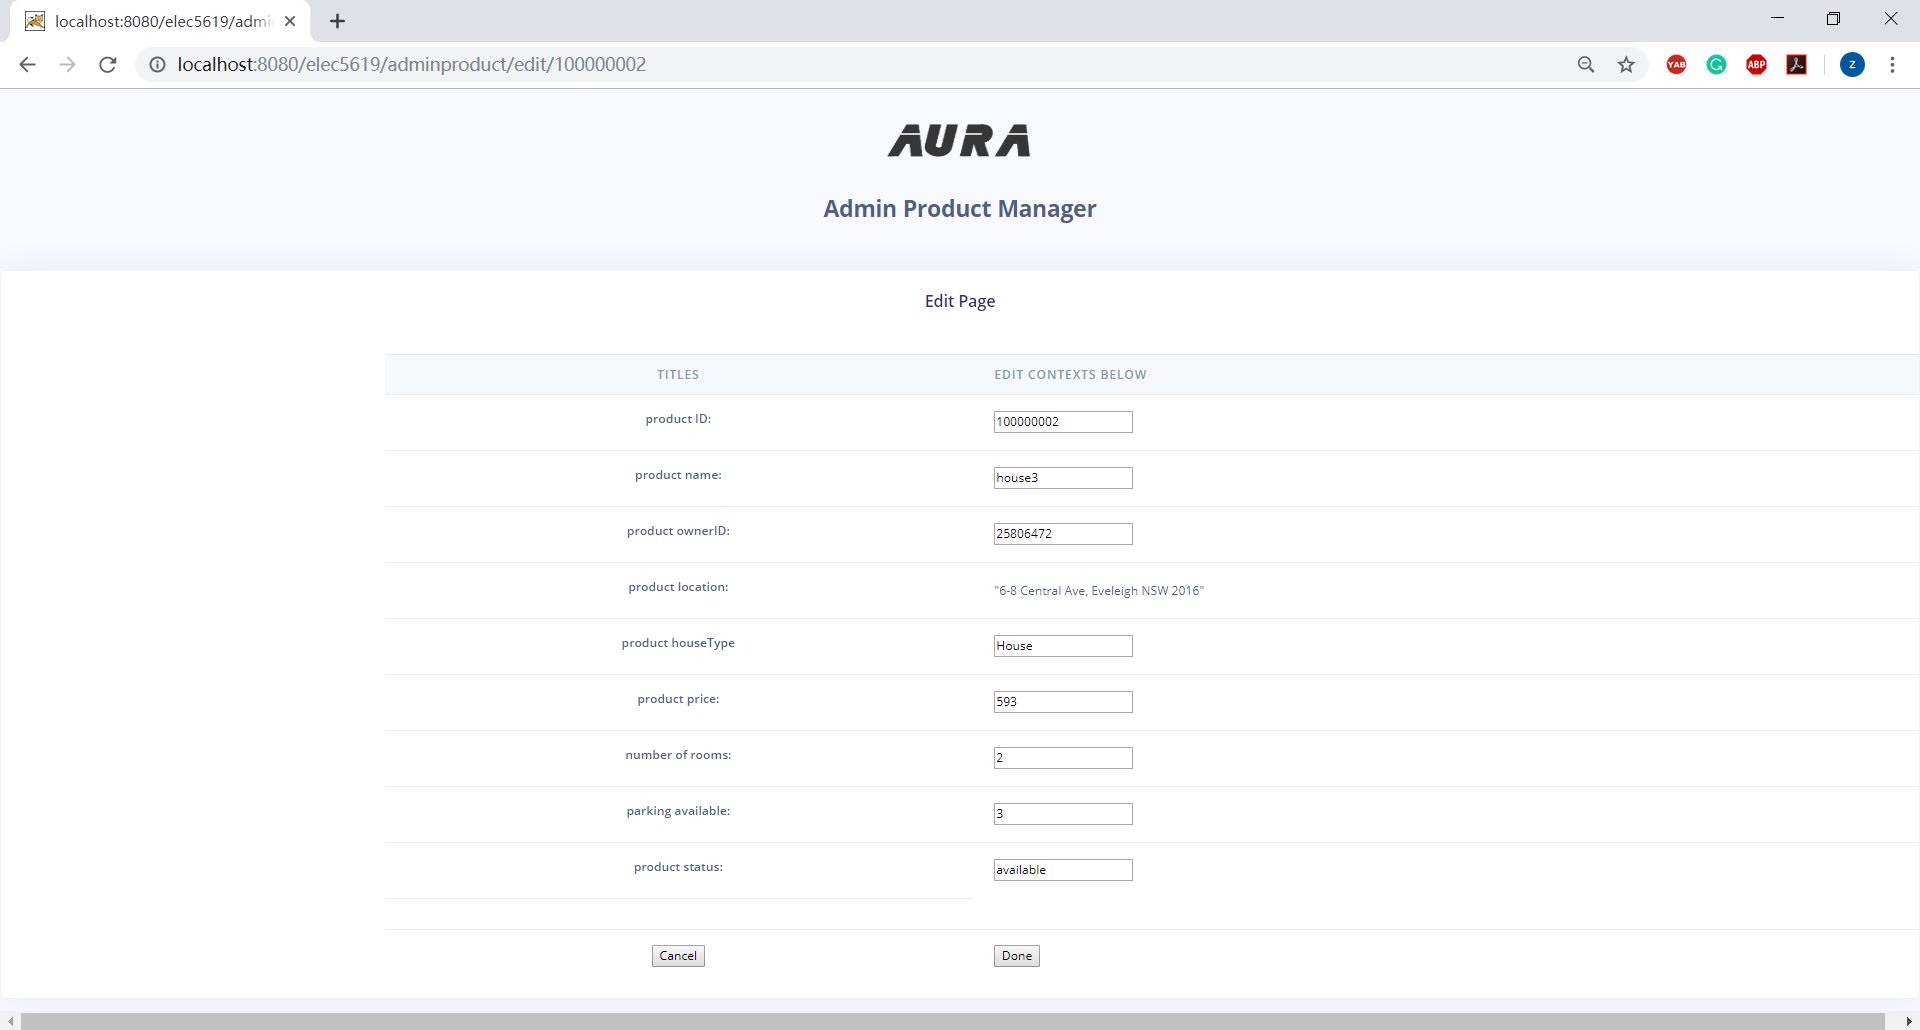 localhost:8080/elec5619/admi
localhost:8080/elec5619/adminproduct/edit/100000002
YAB
ABP
Z
AURA
Admin Product Manager
Edit Page
TITLES EDIT CONTEXTS BELOW
product ID: 100000002
product name: house3
product ownerID: 25806472
product location: "6-8 Central Ave, Eveleigh NSW 2016"
product houseType House
product price: 593
number of rooms: 2
parking available: 3
product status: available
Cancel Done